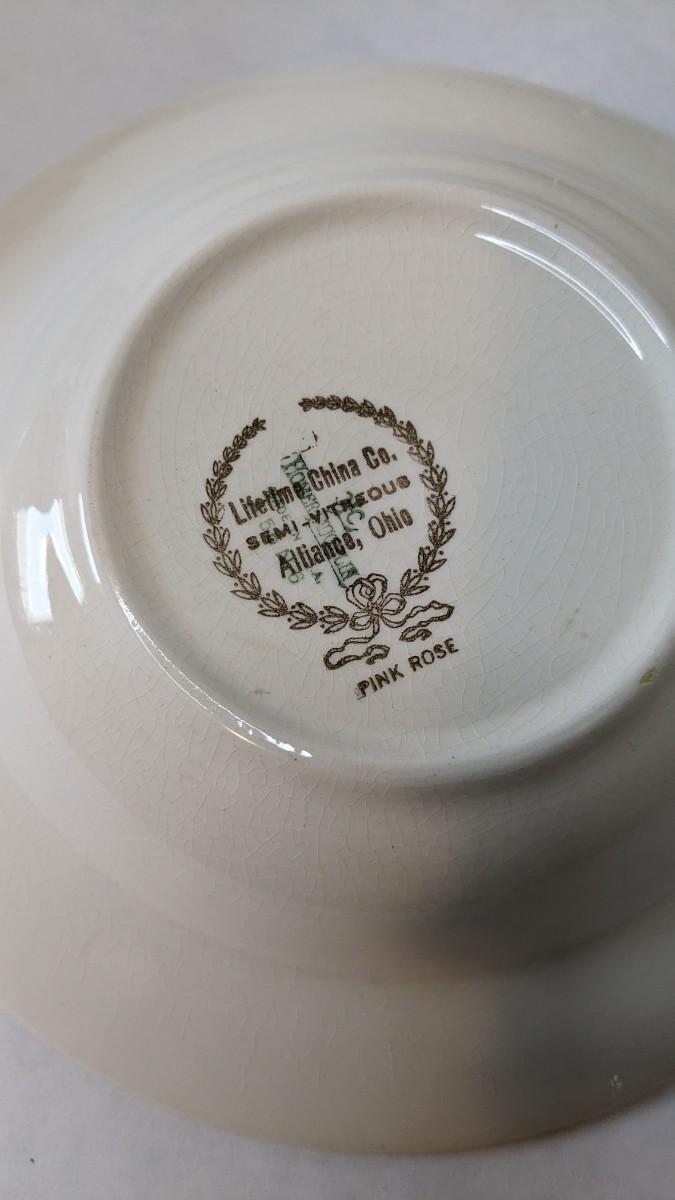 Lifetime China Co.
SEMI-VITREOUS
Alliance, Ohio
PINK ROSE